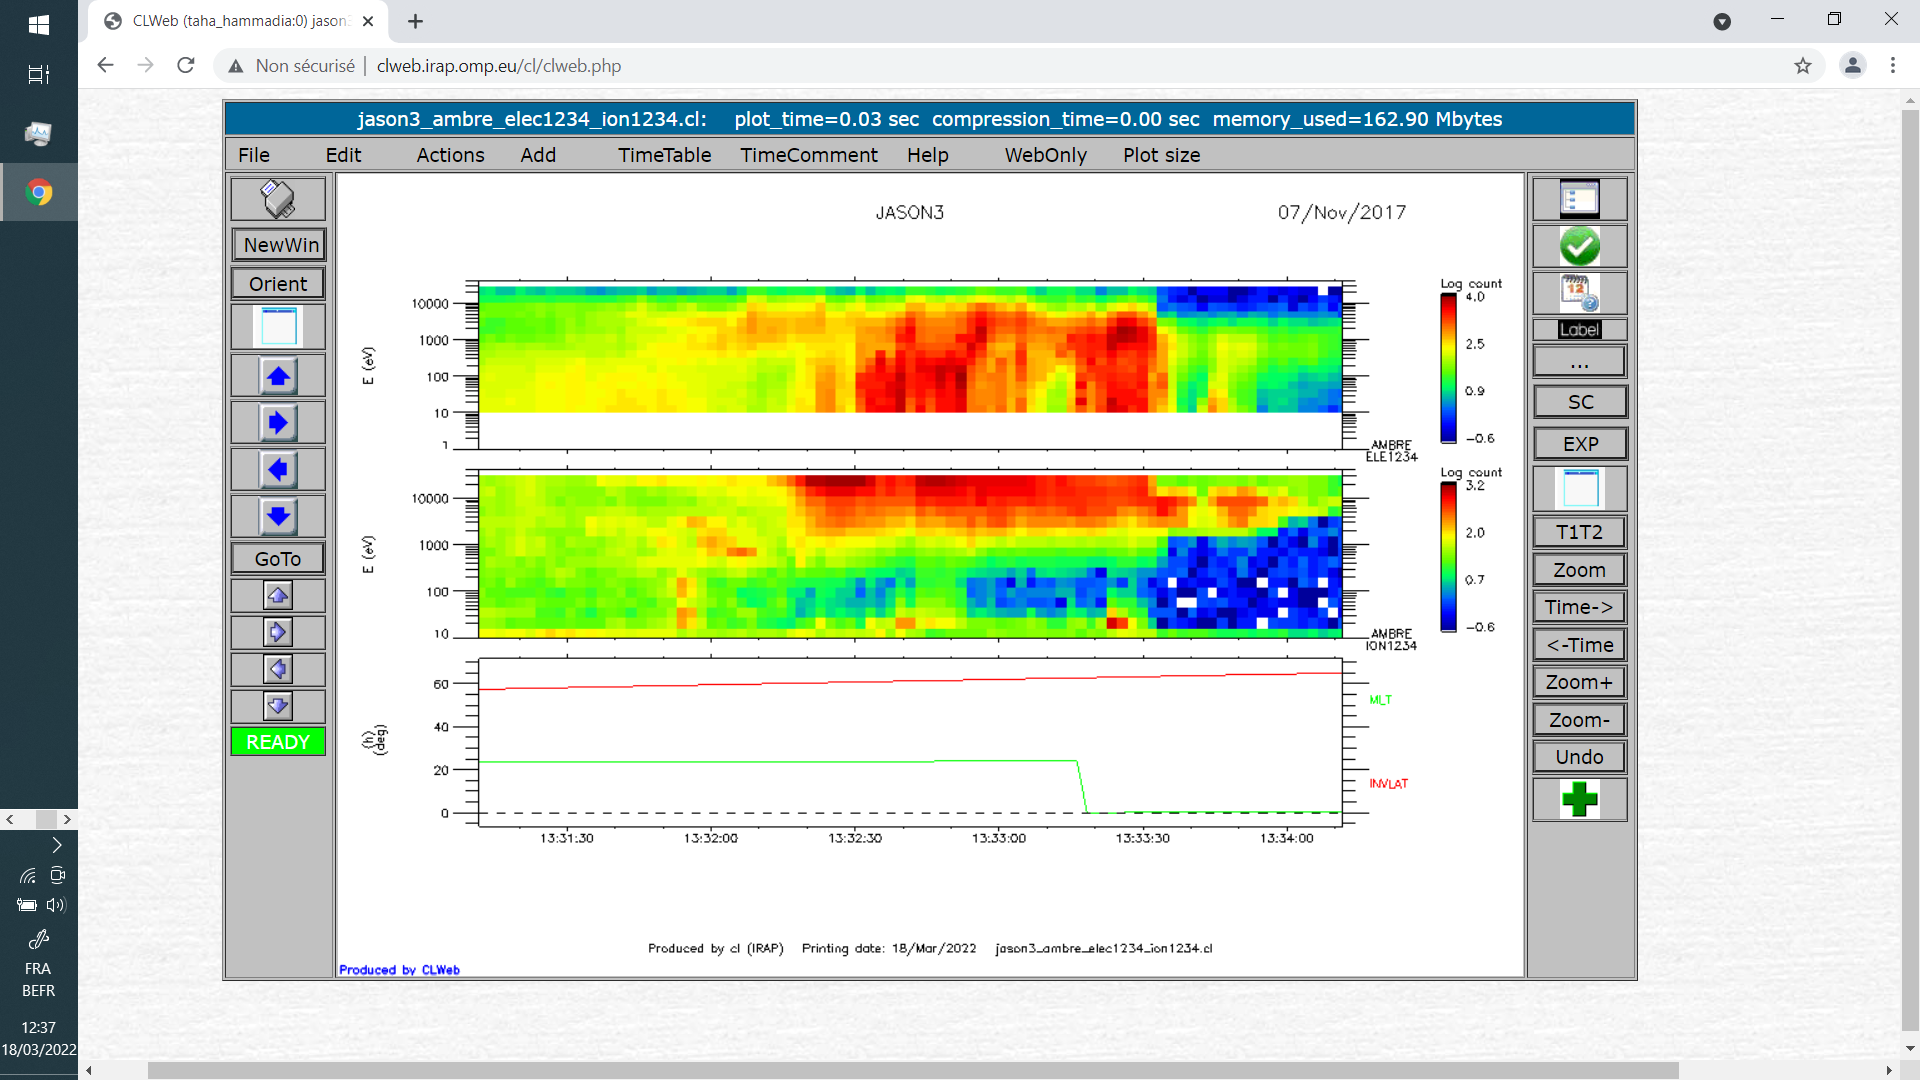 CLWeb (taha_hammadia:0) jason3
Non sécurisé | clweb.irap.omp.eu/cl/clweb.php
jason3_ambre_elec1234_ion1234.cl: plot_time=0.03 sec compression_time=0.00 sec memory_used=162.90 Mbytes
File Edit Actions Add TimeTable TimeComment Help WebOnly Plot size
NewWin
Orient
GoTo
READY
JASON3 07/Nov/2017
E (eV)
10000
1000
100
10
1
AMBRE
ELE1234
Log count
4.0
2.5
0.9
-0.6
E (eV)
10000
1000
100
10
AMBRE
ION1234
Log count
3.2
2.0
0.7
-0.6
(h)
(deg)
60
40
20
0
MLT
INVLAT
13:31:30 13:32:00 13:32:30 13:33:00 13:33:30 13:34:00
Produced by cl (IRAP) Printing date: 18/Mar/2022 jason3_ambre_elec1234_ion1234.cl
Produced by CLWeb
12
Label
...
SC
EXP
T1T2
Zoom
Time->
<-Time
Zoom+
Zoom-
Undo
FRA
BEFR
12:37
18/03/2022